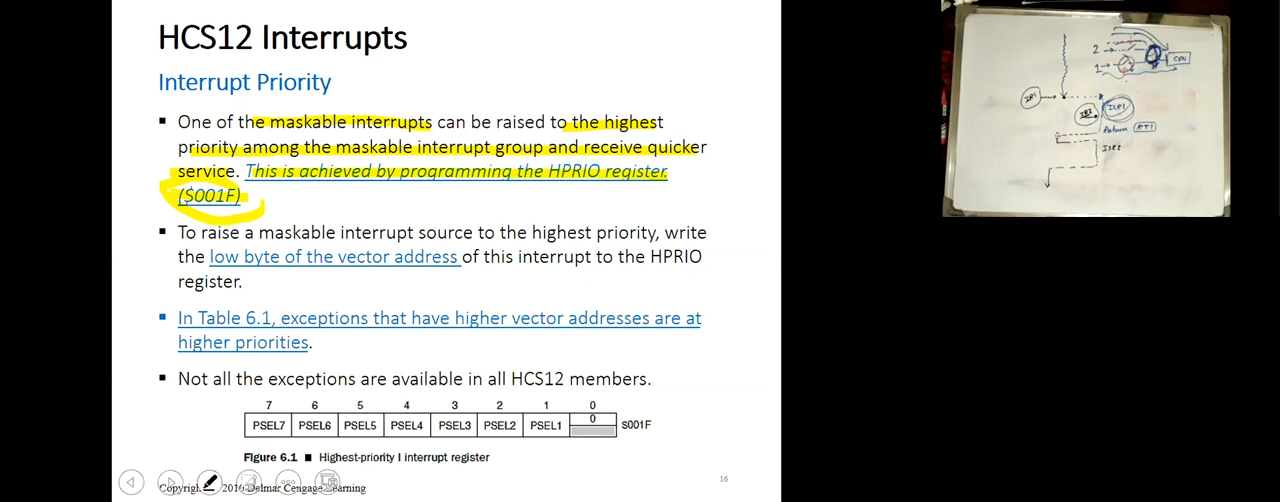 HCS12 Interrupts
Interrupt Priority
▪ One of the maskable interrupts can be raised to the highest
priority among the maskable interrupt group and receive quicker
service. This is achieved by programming the HPRIO register.
($001F)
▪ To raise a maskable interrupt source to the highest priority, write
the low byte of the vector address of this interrupt to the HPRIO
register.
▪ In Table 6.1, exceptions that have higher vector addresses are at
higher priorities.
▪ Not all the exceptions are available in all HCS12 members.
7 6 5 4 3 2 1 0
PSEL7 PSEL6 PSEL5 PSEL4 PSEL3 PSEL2 PSEL1 0 $001F
Figure 6.1 ■ Highest-priority I interrupt register
16
Copyright 2010 Delmar Cengage Learning
2
1 CPU
Return RTI
ISR2